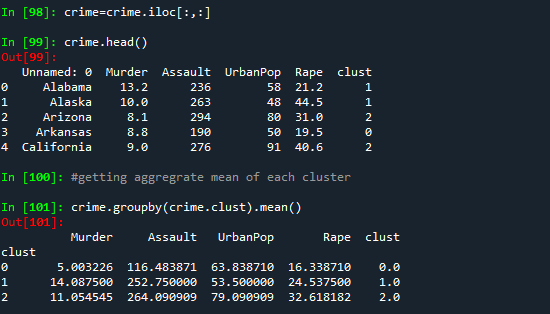 In [98]: crime=crime.iloc[:,:]
In [99]: crime.head()
Out[99]:
   Unnamed: 0  Murder  Assault  UrbanPop  Rape  clust
0     Alabama    13.2      236        58  21.2      1
1      Alaska    10.0      263        48  44.5      1
2     Arizona     8.1      294        80  31.0      2
3    Arkansas     8.8      190        50  19.5      0
4  California     9.0      276        91  40.6      2
In [100]: #getting aggregrate mean of each cluster
In [101]: crime.groupby(crime.clust).mean()
Out[101]:
          Murder     Assault   UrbanPop       Rape  clust
clust
0       5.003226  116.483871  63.838710  16.338710    0.0
1      14.087500  252.750000  53.500000  24.537500    1.0
2      11.054545  264.090909  79.090909  32.618182    2.0